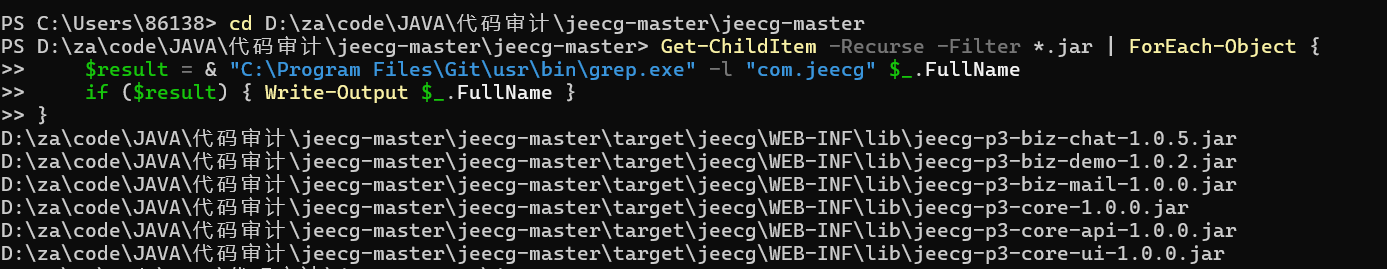 PS C:\Users\86138> cd D:\za\code\JAVA\代码审计\jeecg-master\jeecg-master
PS D:\za\code\JAVA\代码审计\jeecg-master\jeecg-master> Get-ChildItem -Recurse -Filter *.jar | ForEach-Object {
>>     $result = & "C:\Program Files\Git\usr\bin\grep.exe" -l "com.jeecg" $_.FullName
>>     if ($result) { Write-Output $_.FullName }
>> }
D:\za\code\JAVA\代码审计\jeecg-master\jeecg-master\target\jeecg\WEB-INF\lib\jeecg-p3-biz-chat-1.0.5.jar
D:\za\code\JAVA\代码审计\jeecg-master\jeecg-master\target\jeecg\WEB-INF\lib\jeecg-p3-biz-demo-1.0.2.jar
D:\za\code\JAVA\代码审计\jeecg-master\jeecg-master\target\jeecg\WEB-INF\lib\jeecg-p3-biz-mail-1.0.0.jar
D:\za\code\JAVA\代码审计\jeecg-master\jeecg-master\target\jeecg\WEB-INF\lib\jeecg-p3-core-1.0.0.jar
D:\za\code\JAVA\代码审计\jeecg-master\jeecg-master\target\jeecg\WEB-INF\lib\jeecg-p3-core-api-1.0.0.jar
D:\za\code\JAVA\代码审计\jeecg-master\jeecg-master\target\jeecg\WEB-INF\lib\jeecg-p3-core-ui-1.0.0.jar